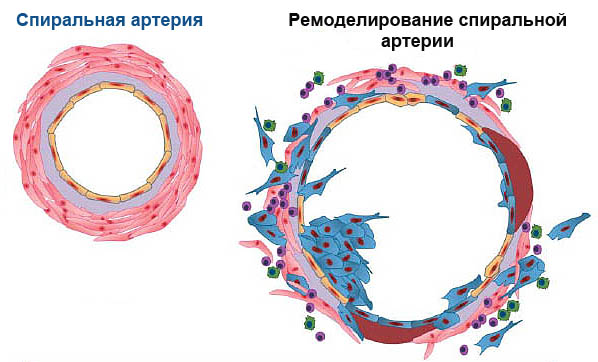 Спиральная артерия
Ремоделирование спиральной
артерии